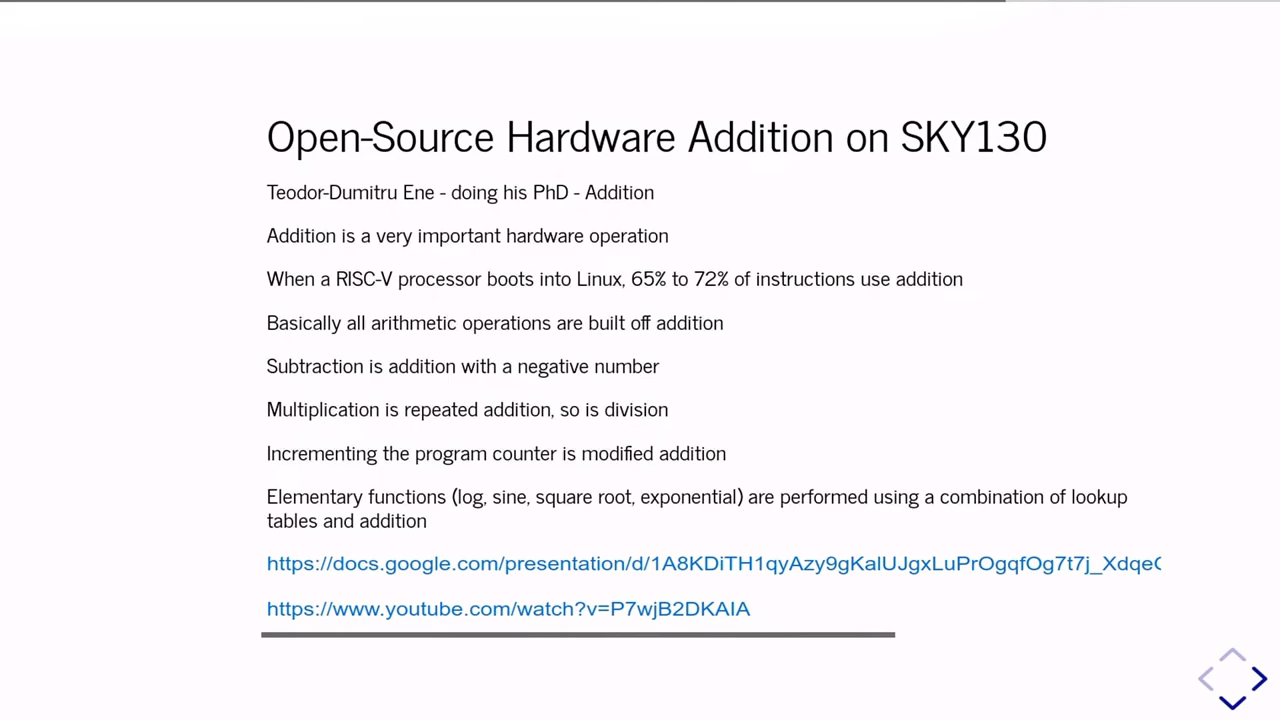 Open-Source Hardware Addition on SKY130
Teodor-Dumitru Ene - doing his PhD - Addition
Addition is a very important hardware operation
When a RISC-V processor boots into Linux, 65% to 72% of instructions use addition
Basically all arithmetic operations are built off addition
Subtraction is addition with a negative number
Multiplication is repeated addition, so is division
Incrementing the program counter is modified addition
Elementary functions (log, sine, square root, exponential) are performed using a combination of lookup
tables and addition
https://docs.google.com/presentation/d/1A8KDiTH1qyAzy9gKalUJgxLuPrOgqfOg7t7j_Xdqe
https://www.youtube.com/watch?v=P7wjB2DKAIA